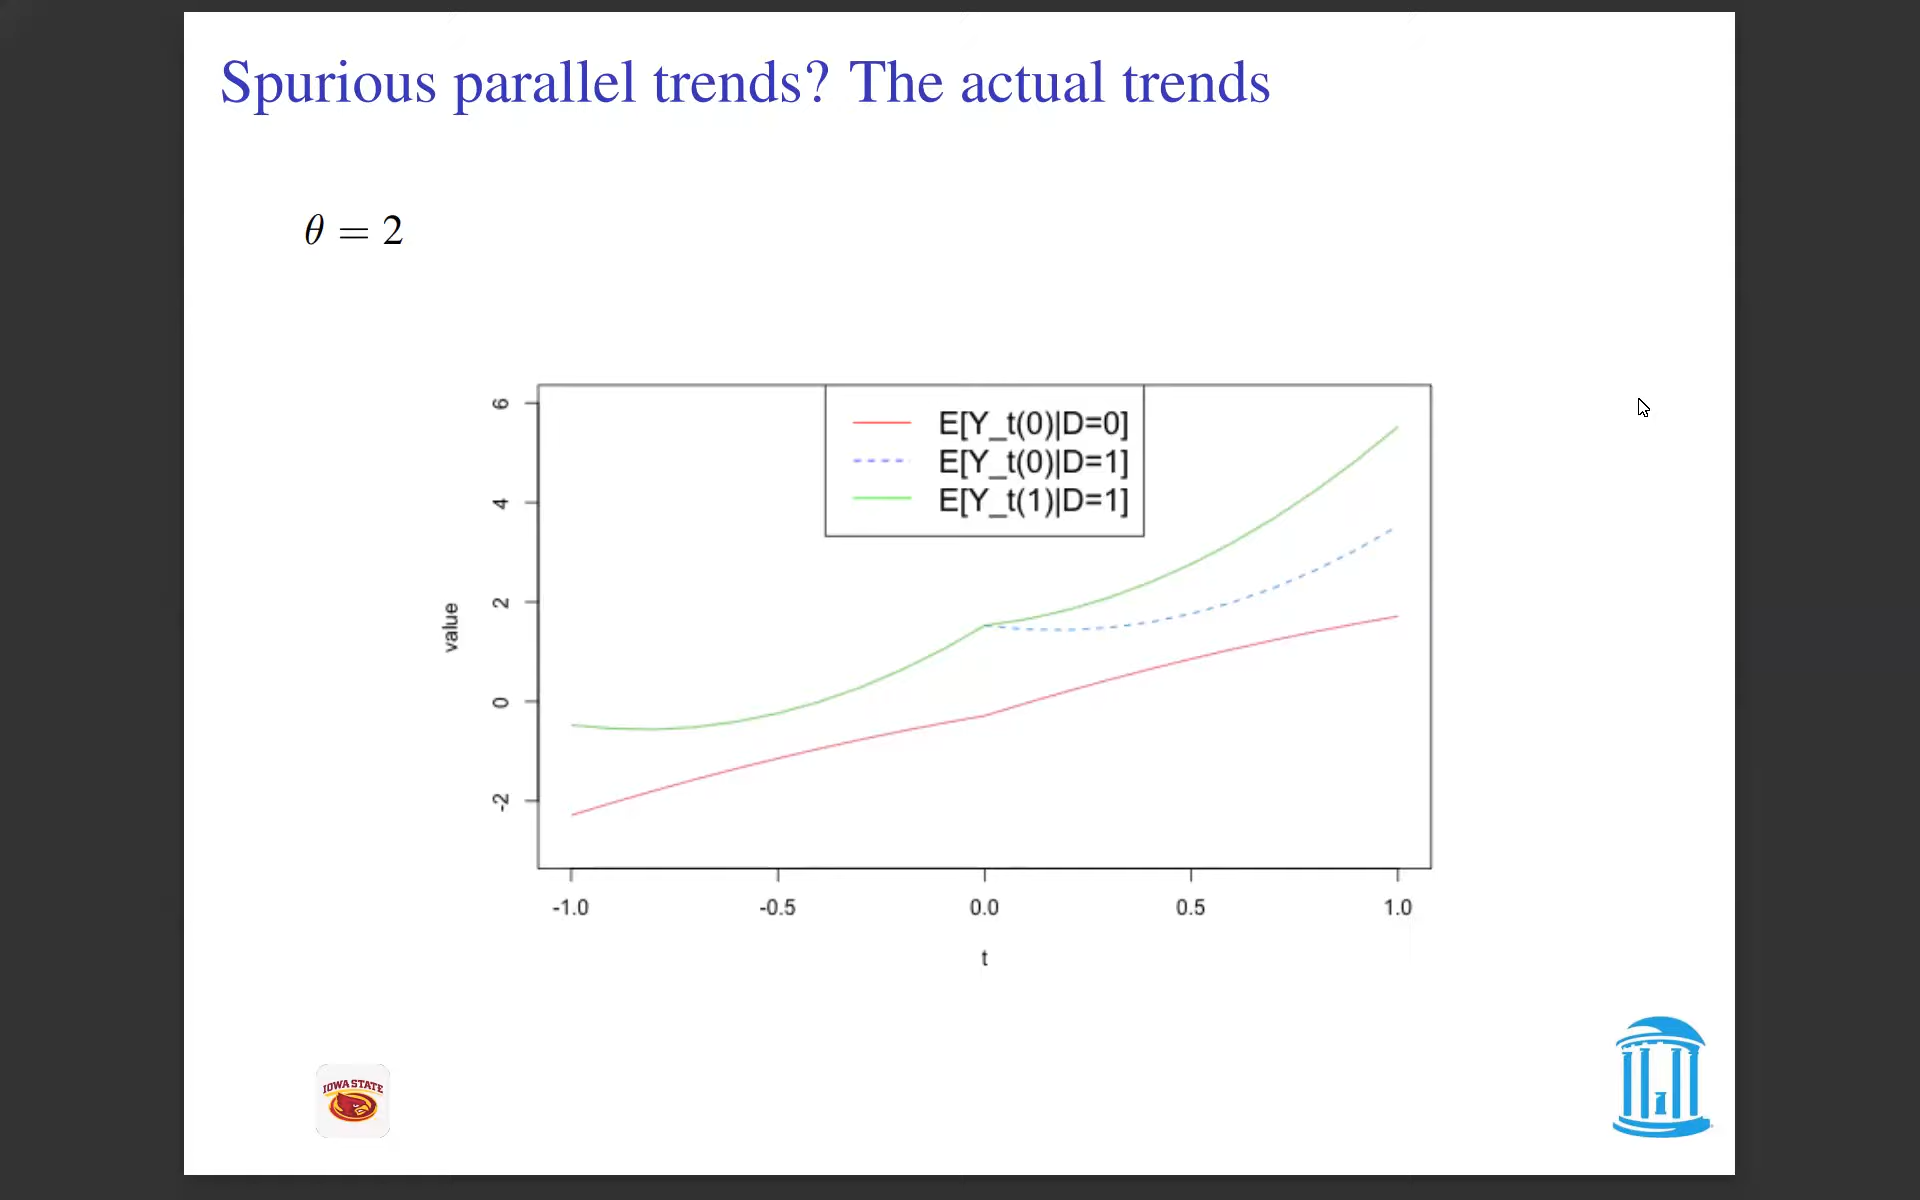 Spurious parallel trends? The actual trends
θ = 2
E[Y_t(0)|D=0]
E[Y_t(0)|D=1]
E[Y_t(1)|D=1]
6
4
2
0
-2
value
-1.0 -0.5 0.0 0.5 1.0
t
IOWA STATE